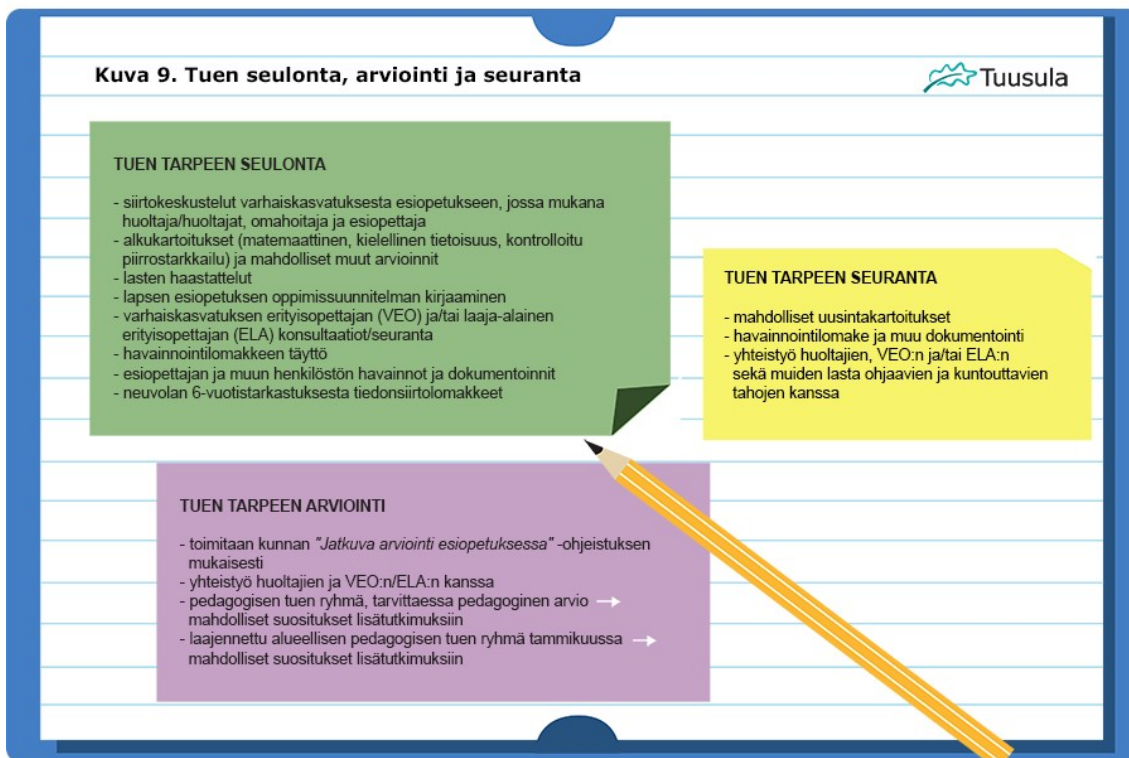 Kuva 9. Tuen seulonta, arviointi ja seuranta
Tuusula
TUEN TARPEEN SEULONTA
- siirtokeskustelut varhaiskasvatuksesta esiopetukseen, jossa mukana
huoltaja/huoltajat, omahoitaja ja esiopettaja
- alkukartoitukset (matemaattinen, kielellinen tietoisuus, kontrolloitu
piirrostarkkailu) ja mahdolliset muut arvioinnit
- lasten haastattelut
- lapsen esiopetuksen oppimissuunnitelman kirjaaminen
- varhaiskasvatuksen erityisopettajan (VEO) ja/tai laaja-alainen
erityisopettajan (ELA) konsultaatiot/seuranta
- havainnointilomakkeen täyttö
- esiopettajan ja muun henkilöstön havainnot ja dokumentoinnit
- neuvolan 6-vuotistarkastuksesta tiedonsiirtolomakkeet
TUEN TARPEEN SEURANTA
- mahdolliset uusintakartoitukset
- havainnointilomake ja muu dokumentointi
- yhteistyö huoltajien, VEO:n ja/tai ELA:n
sekä muiden lasta ohjaavien ja kuntouttavien
tahojen kanssa
TUEN TARPEEN ARVIOINTI
- toimitaan kunnan "Jatkuva arviointi esiopetuksessa" -ohjeistuksen
mukaisesti
- yhteistyö huoltajien ja VEO:n/ELA:n kanssa
- pedagogisen tuen ryhmä, tarvittaessa pedagoginen arvio →
mahdolliset suositukset lisätutkimuksiin
- laajennettu alueellisen pedagogisen tuen ryhmä tammikuussa →
mahdolliset suositukset lisätutkimuksiin